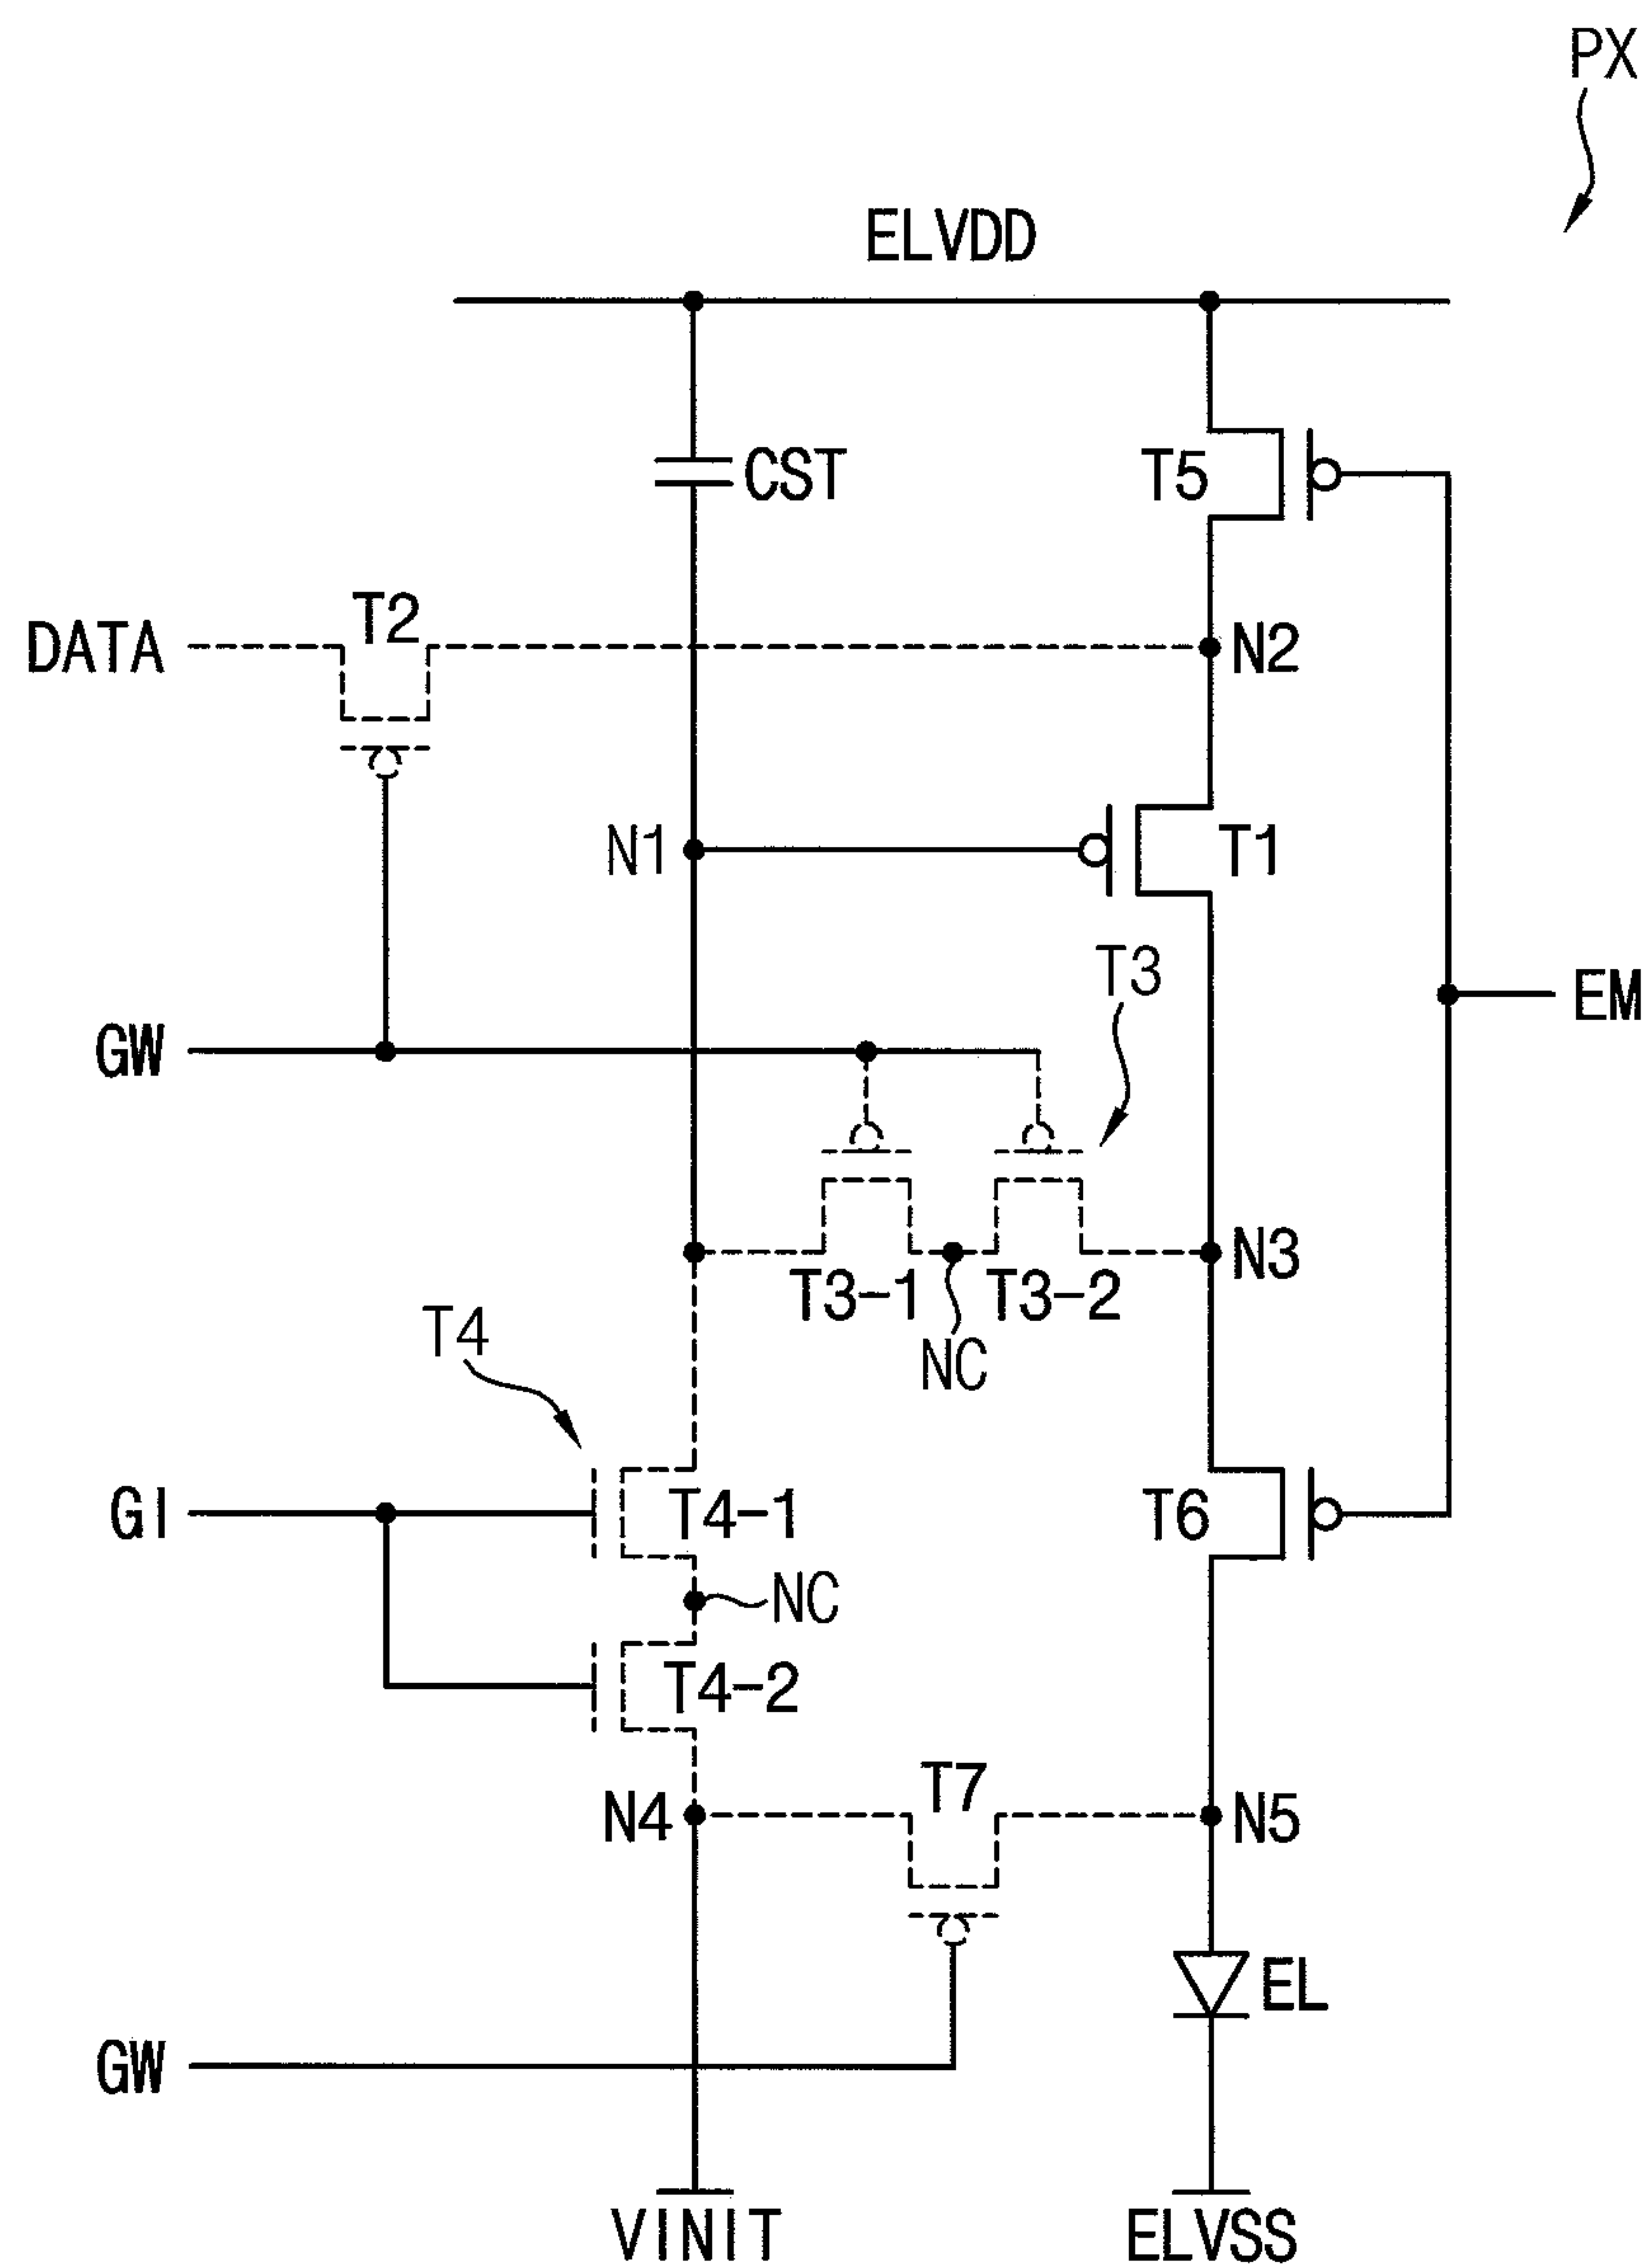 PX
ELVDD
CST
T5
T2
DATA
N2
N1
T1
T3
EM
GW
N3
T3-1
T3-2
T4
NC
GI
T4-1
T6
NC
T4-2
T7
N4
N5
EL
GW
VINIT
ELVSS